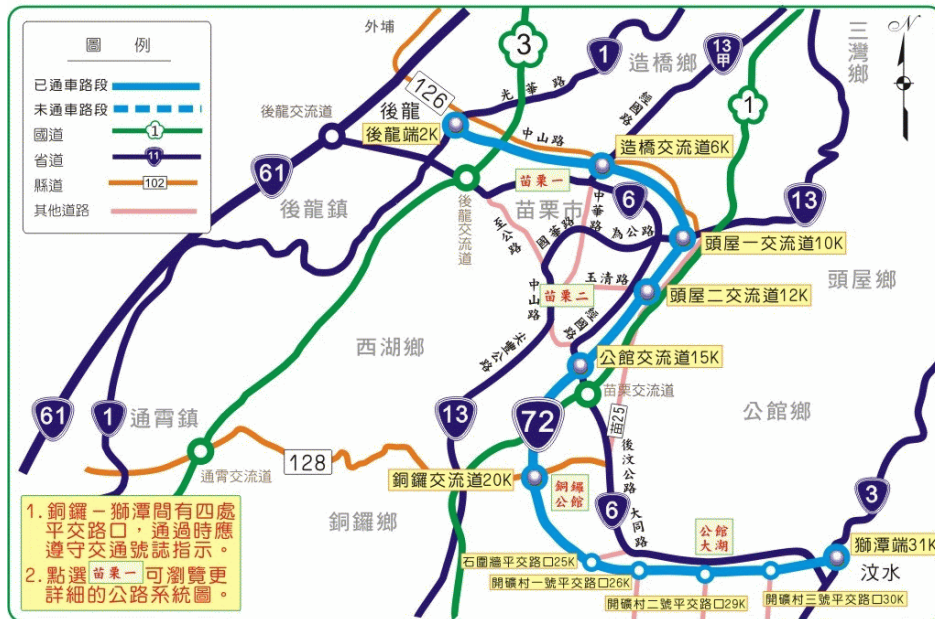 圖 例
已通車路段
未通車路段
國道
1
省道
11
縣道
102
其他道路
外埔
3
1
13
甲
造橋鄉
三灣鄉
N
126
後龍
光華路
經國路
1
後龍交流道
後龍端2K
中山路
造橋交流道6K
61
後龍鎮
後龍交流道
苗栗一
苗栗市
6
13
至公路
國華路
中華路
為公路
頭屋一交流道10K
頭屋鄉
玉清路
苗栗二
中山路
頭屋二交流道12K
經國路
尖豐公路
西湖鄉
公館交流道15K
苗栗交流道
公館鄉
61
1
通霄鎮
13
72
苗25
後汶公路
128
通霄交流道
銅鑼交流道20K
銅鑼
公館
銅鑼鄉
6
大同路
公館
大湖
3
獅潭端31K
汶水
石圍牆平交路口25K
開礦村一號平交路口26K
開礦村二號平交路口29K
開礦村三號平交路口30K
1. 銅鑼－獅潭間有四處
平交路口，通過時應
遵守交通號誌指示。
2. 點選 苗栗一 可瀏覽更
詳細的公路系統圖。